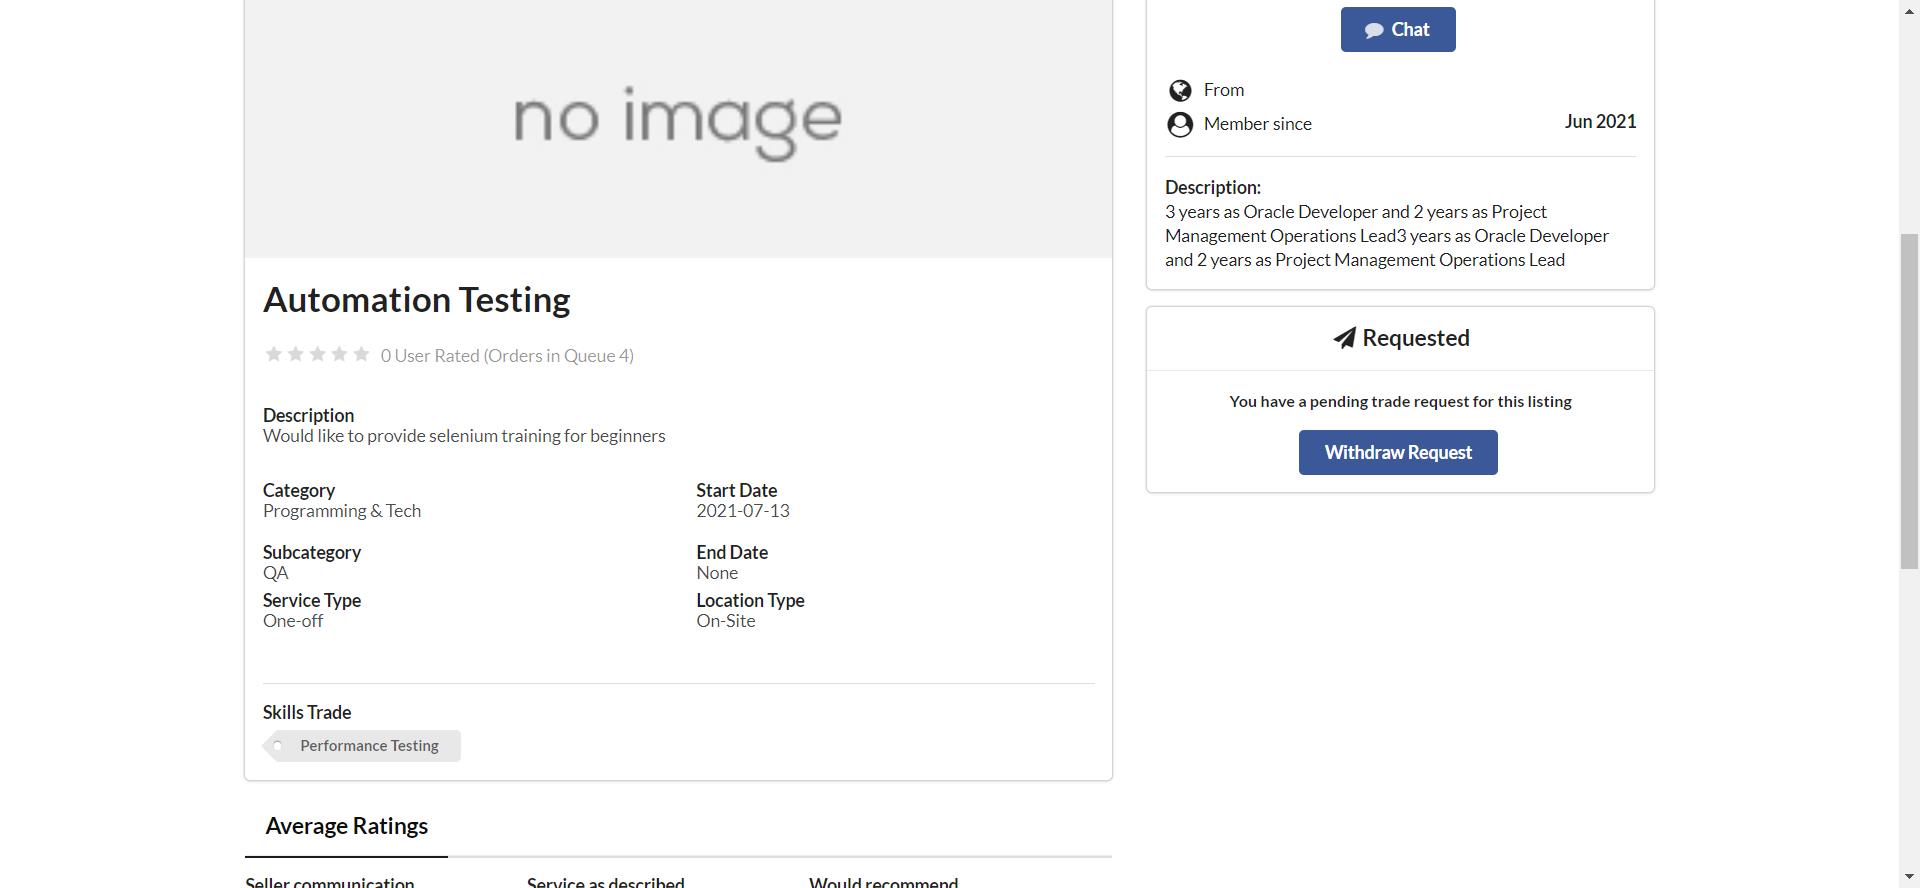 no image
Automation Testing
0 User Rated (Orders in Queue 4)
Description
Would like to provide selenium training for beginners
Category
Programming & Tech
Start Date
2021-07-13
Subcategory
QA
End Date
None
Service Type
One-off
Location Type
On-Site
Skills Trade
Performance Testing
Average Ratings
Seller communication
Service as described
Would recommend
Chat
From
Member since
Jun 2021
Description:
3 years as Oracle Developer and 2 years as Project
Management Operations Lead3 years as Oracle Developer
and 2 years as Project Management Operations Lead
Requested
You have a pending trade request for this listing
Withdraw Request